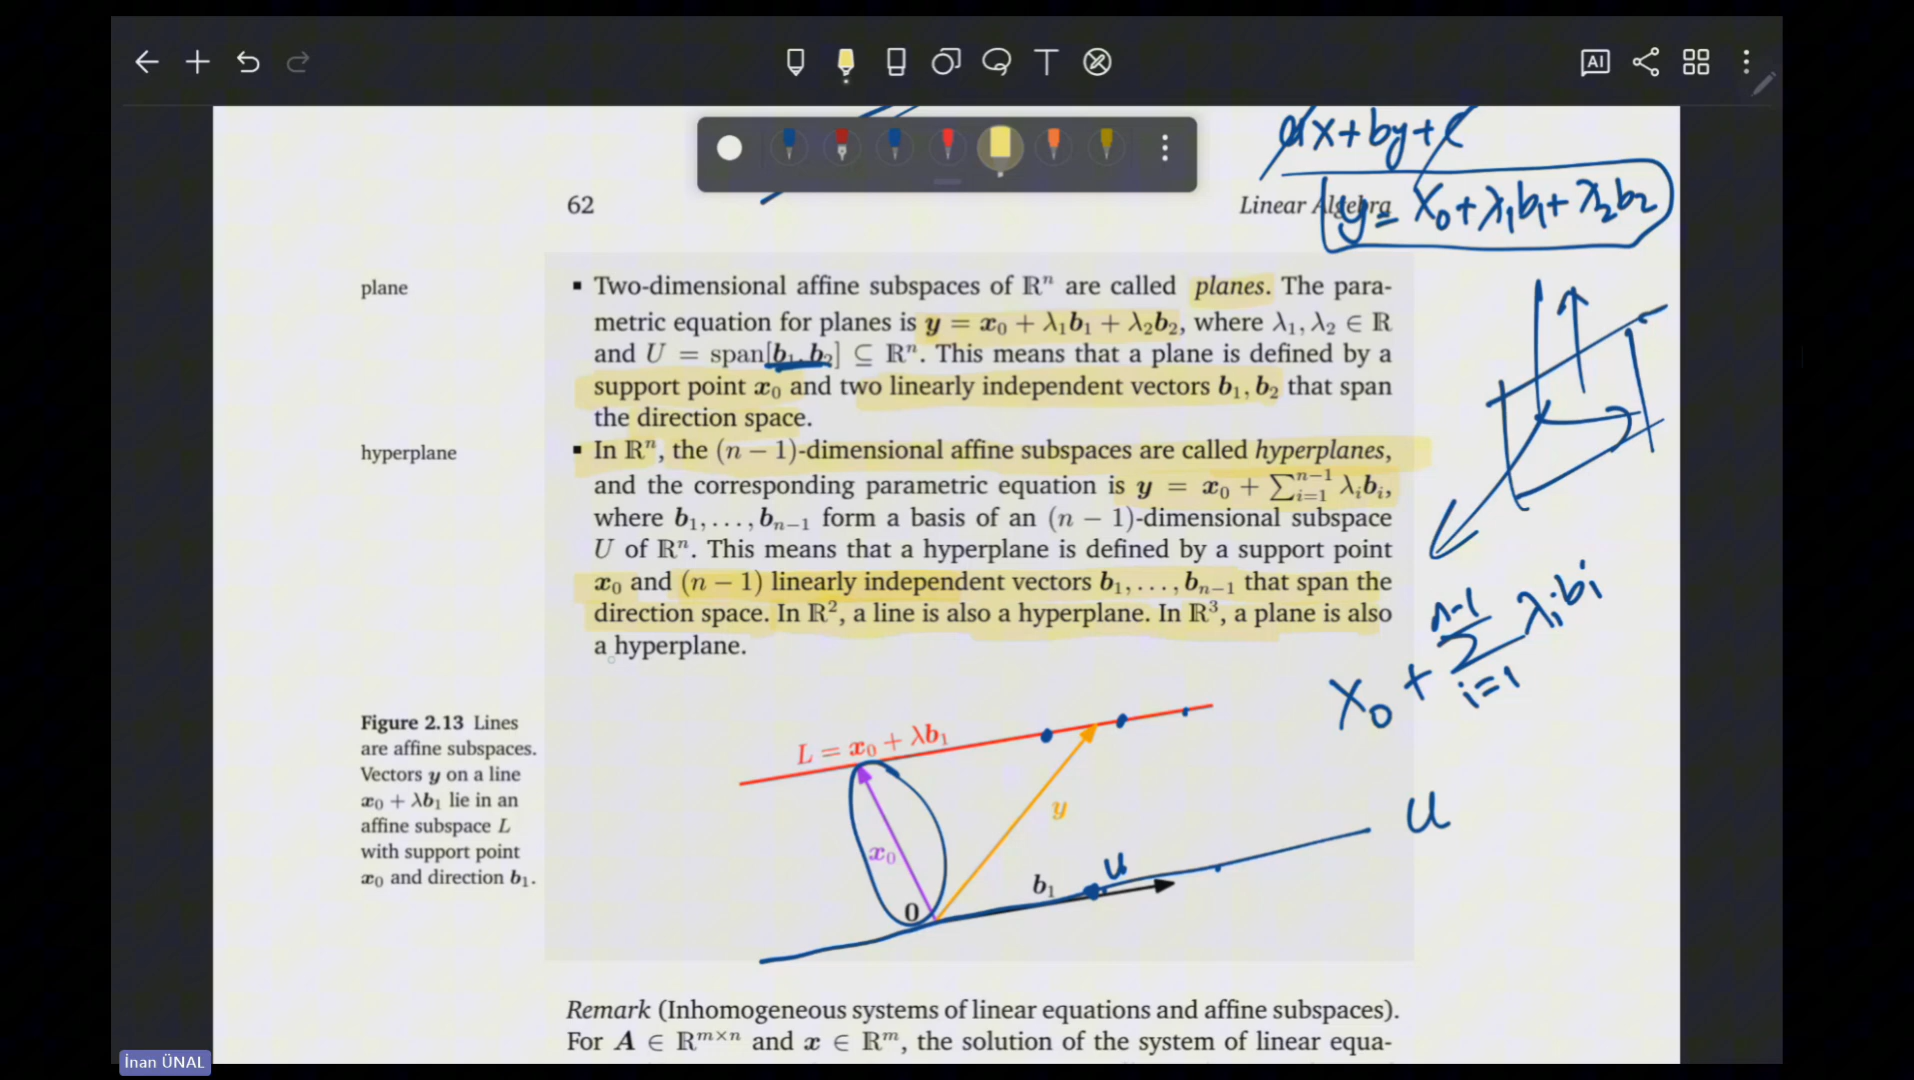 AI
T
ax+by+c
y = x₀ + λ₁b₁ + λ₂b₂
62
Linear Algebra
plane
▪ Two-dimensional affine subspaces of ℝⁿ are called planes. The para-
metric equation for planes is y = x₀ + λ₁b₁ + λ₂b₂, where λ₁, λ₂ ∈ ℝ
and U = span[b₁, b₂] ⊆ ℝⁿ. This means that a plane is defined by a
support point x₀ and two linearly independent vectors b₁, b₂ that span
the direction space.
hyperplane
▪ In ℝⁿ, the (n − 1)-dimensional affine subspaces are called hyperplanes,
and the corresponding parametric equation is y = x₀ + ∑ᵢ₌₁ⁿ⁻¹ λᵢbᵢ,
where b₁, . . . , bₙ₋₁ form a basis of an (n − 1)-dimensional subspace
U of ℝⁿ. This means that a hyperplane is defined by a support point
x₀ and (n − 1) linearly independent vectors b₁, . . . , bₙ₋₁ that span the
direction space. In ℝ², a line is also a hyperplane. In ℝ³, a plane is also
a hyperplane.
x₀ + ∑ᵢ₌₁ⁿ⁻¹ λᵢbᵢ
Figure 2.13 Lines
are affine subspaces.
Vectors y on a line
x₀ + λb₁ lie in an
affine subspace L
with support point
x₀ and direction b₁.
L = x₀ + λb₁
y
x₀
U
u
b₁
0
Remark (Inhomogeneous systems of linear equations and affine subspaces).
For A ∈ ℝᵐˣⁿ and x ∈ ℝᵐ, the solution of the system of linear equa-
İnan ÜNAL